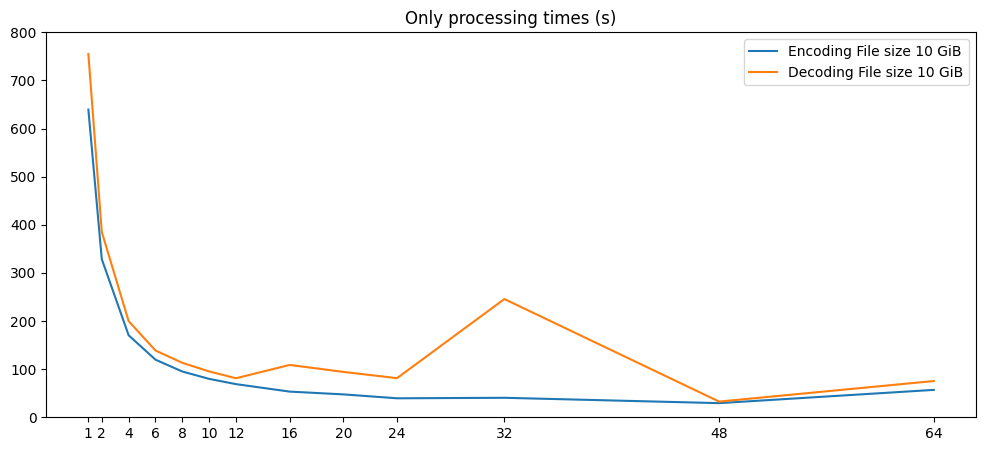 Only processing times (s)
800
700
600
500
400
300
200
100
0
Encoding File size 10 GiB
Decoding File size 10 GiB
1 2 4 6 8 10 12 16 20 24 32 48 64